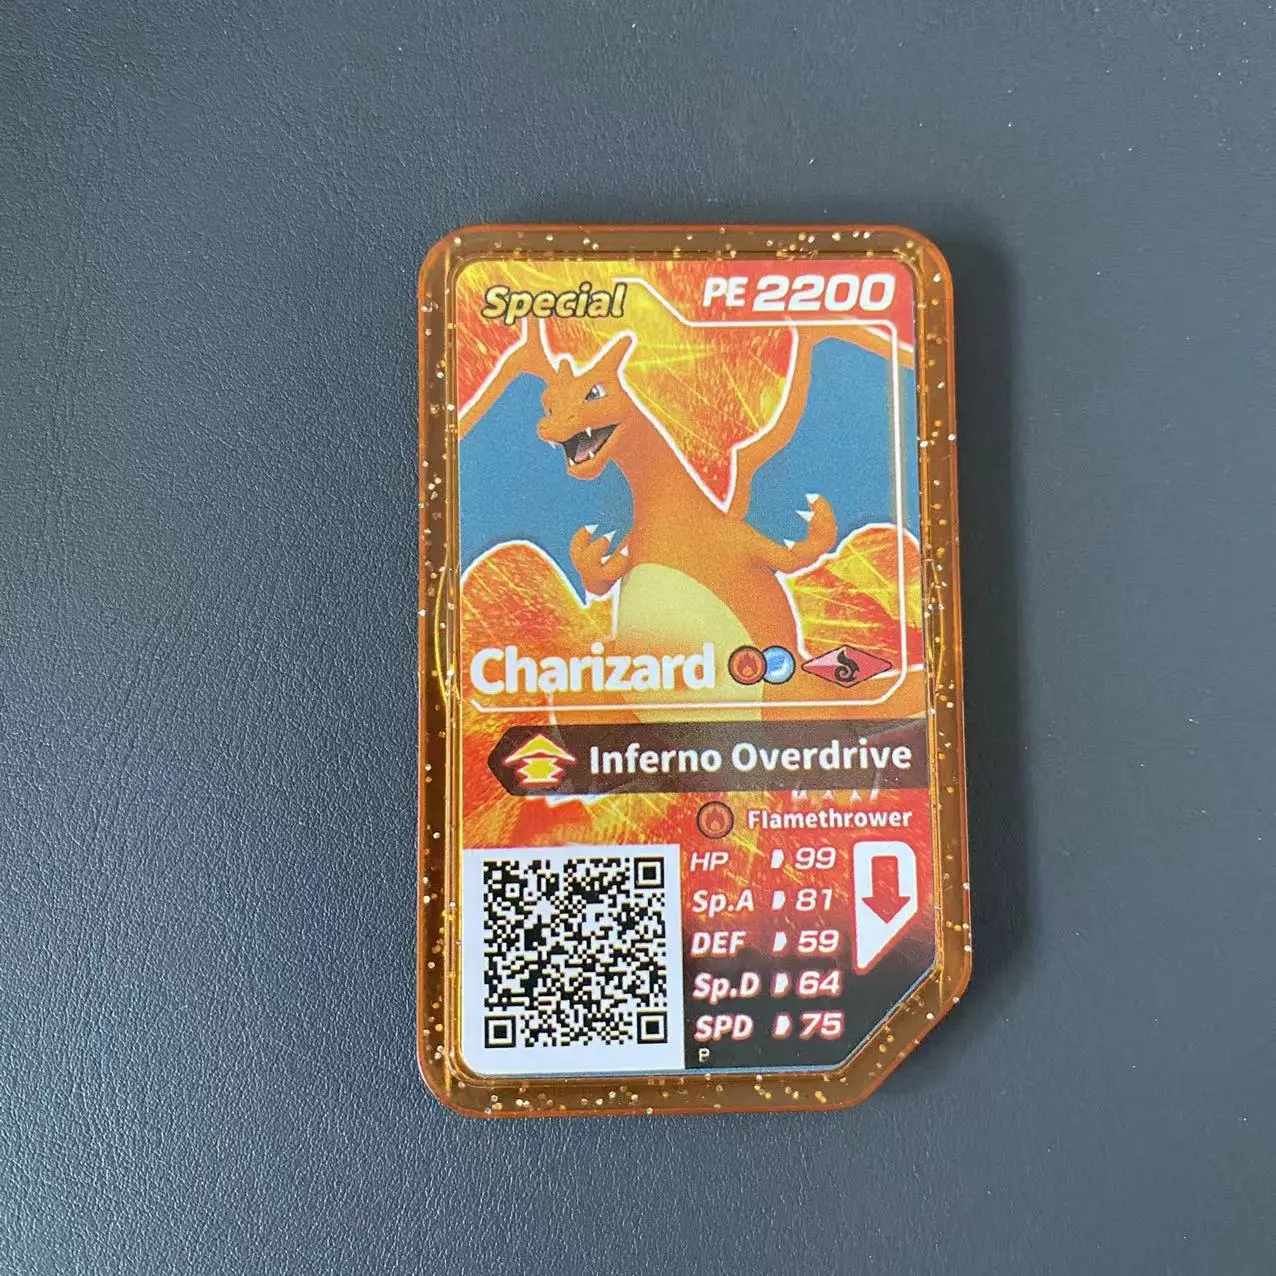 Special
PE 2200
Charizard
Inferno Overdrive
Flamethrower
HP 99
Sp.A 81
DEF 59
Sp.D 64
SPD 75
P